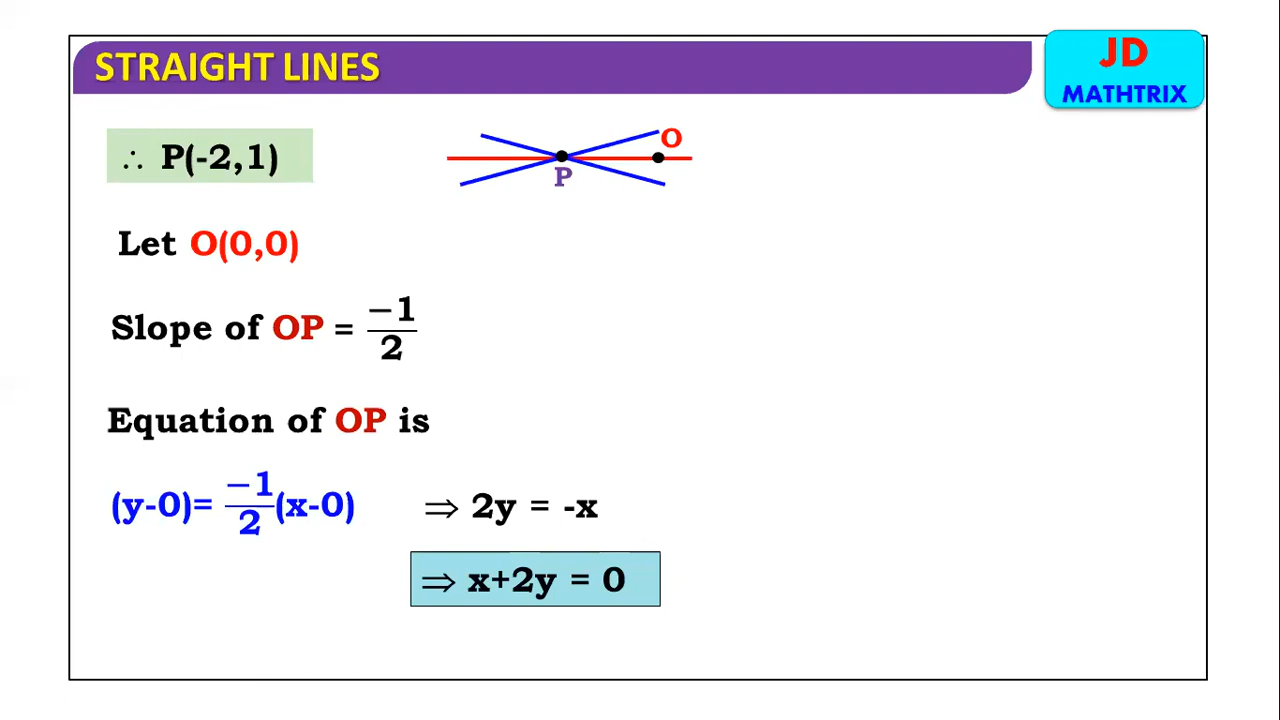 STRAIGHT LINES
JD
MATHTRIX
∴ P(-2,1)
O
P
Let O(0,0)
Slope of OP = −1/2
Equation of OP is
(y-0)= −1/2 (x-0) ⇒ 2y = -x
⇒ x+2y = 0